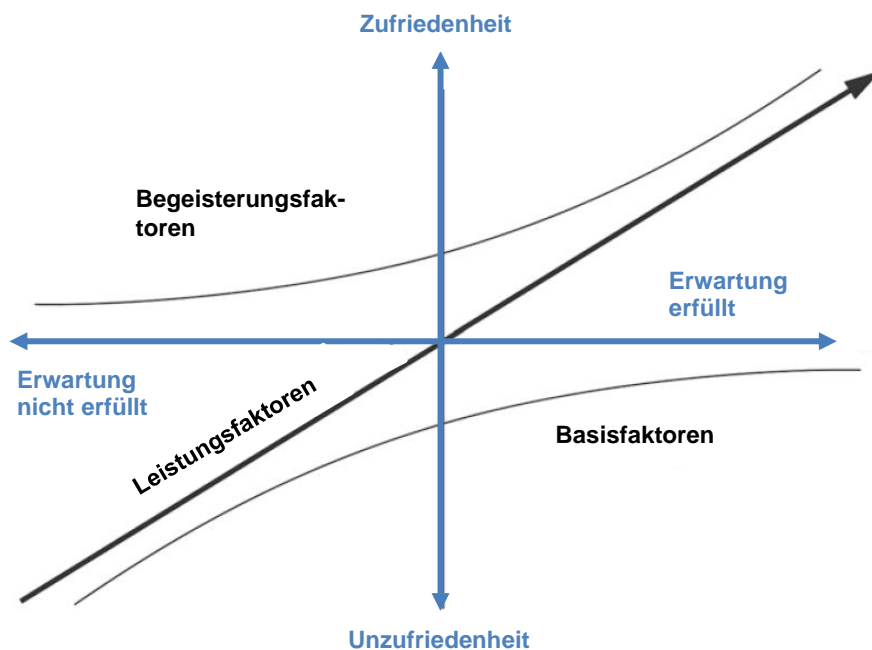 Zufriedenheit
Begeisterungsfak-
toren
Erwartung
erfüllt
Erwartung
nicht erfüllt
Leistungsfaktoren
Basisfaktoren
Unzufriedenheit